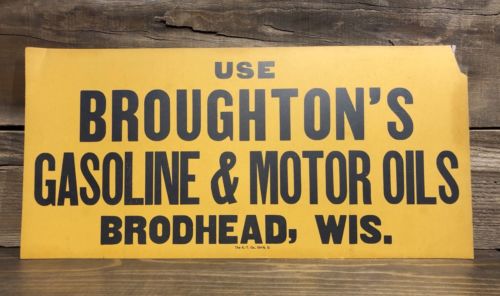 USE
BROUGHTON'S
GASOLINE & MOTOR OILS
BRODHEAD, WIS.